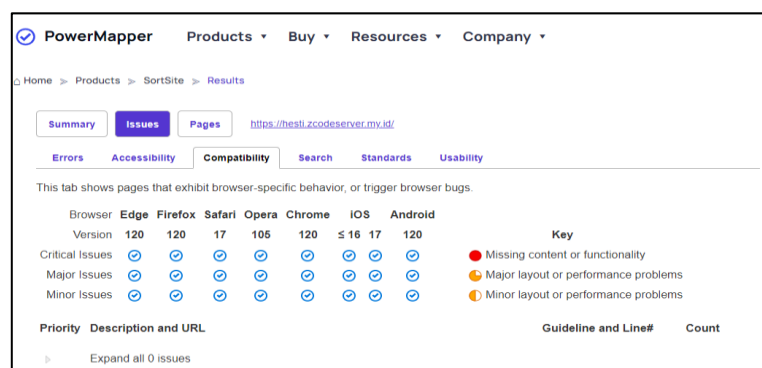 PowerMapper Products ▾ Buy ▾ Resources ▾ Company ▾
Home > Products > SortSite > Results
Summary Issues Pages https://hesti.zcodeserver.my.id/
Errors Accessibility Compatibility Search Standards Usability
This tab shows pages that exhibit browser-specific behavior, or trigger browser bugs.
Browser Edge Firefox Safari Opera Chrome iOS Android
Version 120 120 17 105 120 ≤ 16 17 120 Key
Critical Issues Missing content or functionality
Major Issues Major layout or performance problems
Minor Issues Minor layout or performance problems
Priority Description and URL Guideline and Line# Count
Expand all 0 issues